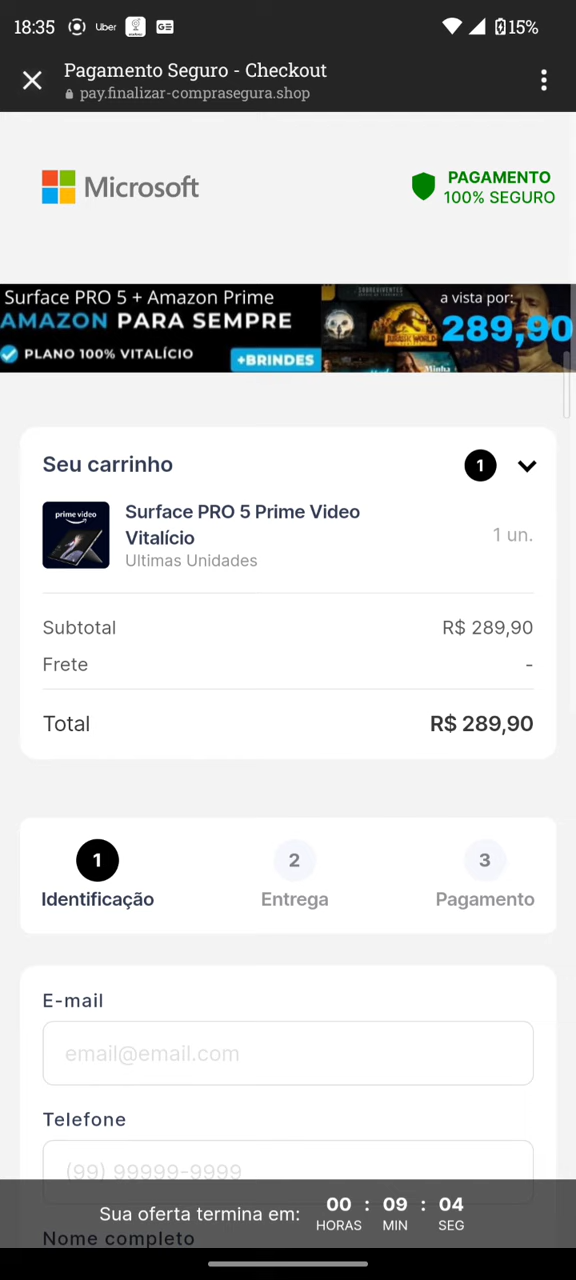 18:35 Uber GE 15%
Pagamento Seguro - Checkout
pay.finalizar-comprasegura.shop
Microsoft
PAGAMENTO
100% SEGURO
Surface PRO 5 + Amazon Prime
AMAZON PARA SEMPRE
PLANO 100% VITALÍCIO
+BRINDES
SOBREVIVENTES
JURASSIC WORLD
Minha
a vista por:
289,90
Seu carrinho
1
prime video
Surface PRO 5 Prime Video
Vitalício
1 un.
Ultimas Unidades
Subtotal R$ 289,90
Frete -
Total R$ 289,90
1 2 3
Identificação Entrega Pagamento
E-mail
email@email.com
Telefone
(99) 99999-9999
Sua oferta termina em: 00 : 09 : 04
HORAS MIN SEG
Nome completo